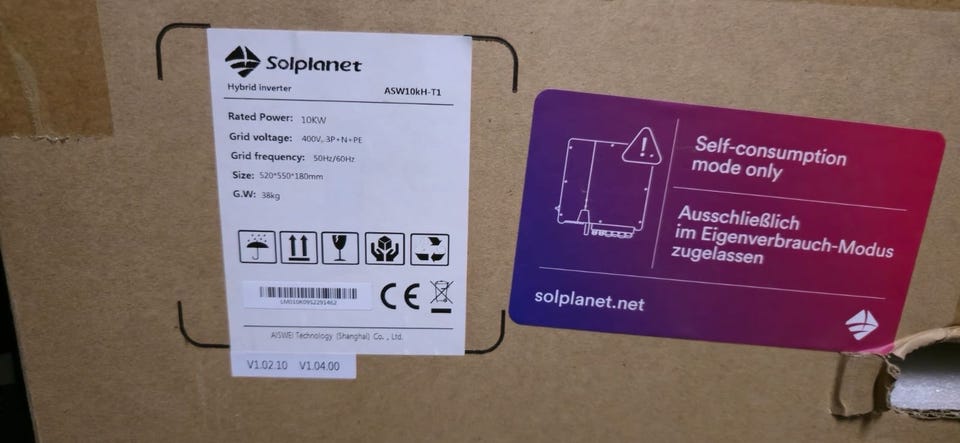 Solplanet
Hybrid inverter ASW10kH-T1
Rated Power: 10KW
Grid voltage: 400V, 3P+N+PE
Grid frequency: 50Hz/60Hz
Size: 520*550*180mm
G.W: 38kg
CE
AISWEI Technology (Shanghai) Co. , Ltd.
V1.02.10 V1.04.00
Self-consumption
mode only
Ausschließlich
im Eigenverbrauch-Modus
zugelassen
solplanet.net